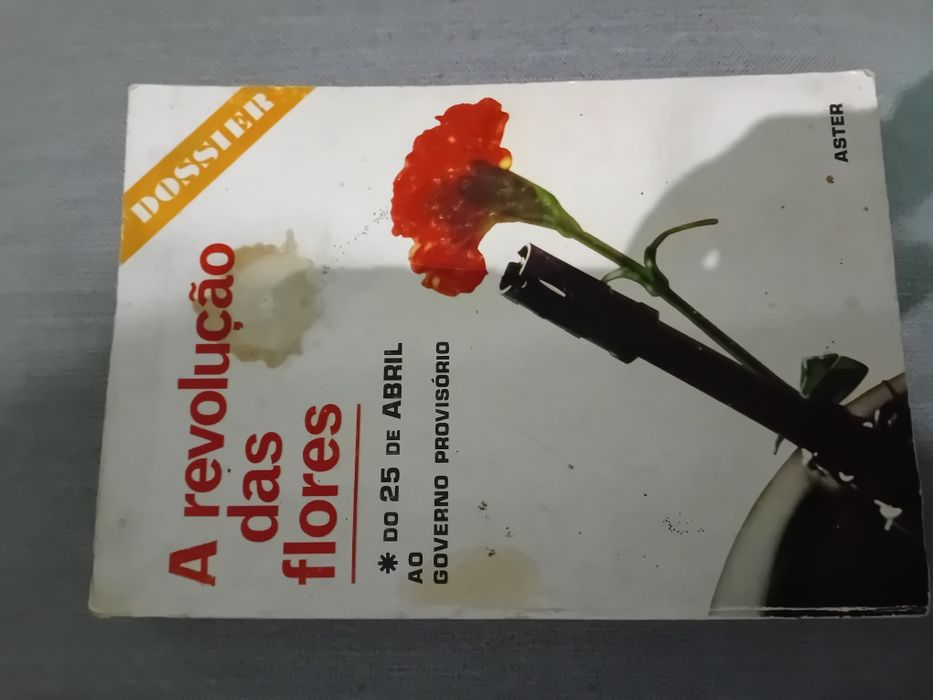 DOSSIER
A revolução
das
flores
* DO 25 DE ABRIL
AO
GOVERNO PROVISÓRIO
ASTER